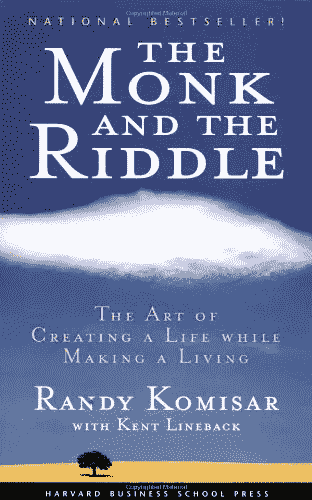 NATIONAL BESTSELLER!
THE
MONK
AND THE
RIDDLE
THE ART OF
CREATING A LIFE WHILE
MAKING A LIVING
RANDY KOMISAR
WITH KENT LINEBACK
HARVARD BUSINESS SCHOOL PRESS